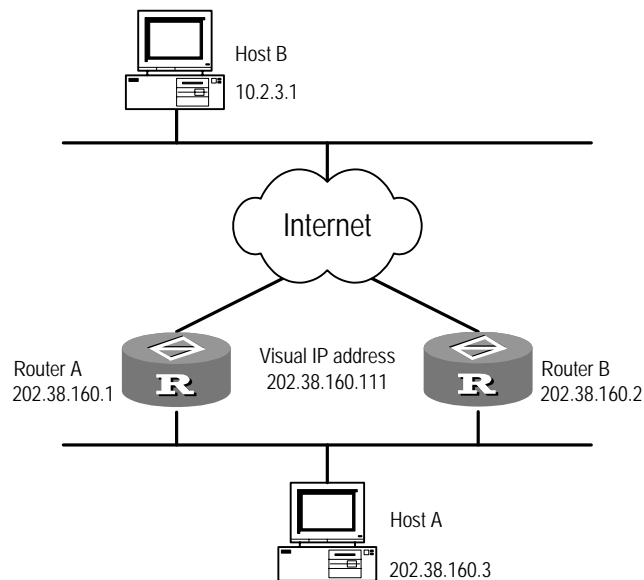 Host B
10.2.3.1
Internet
Router A
202.38.160.1
R
Visual IP address
202.38.160.111
R
Router B
202.38.160.2
Host A
202.38.160.3